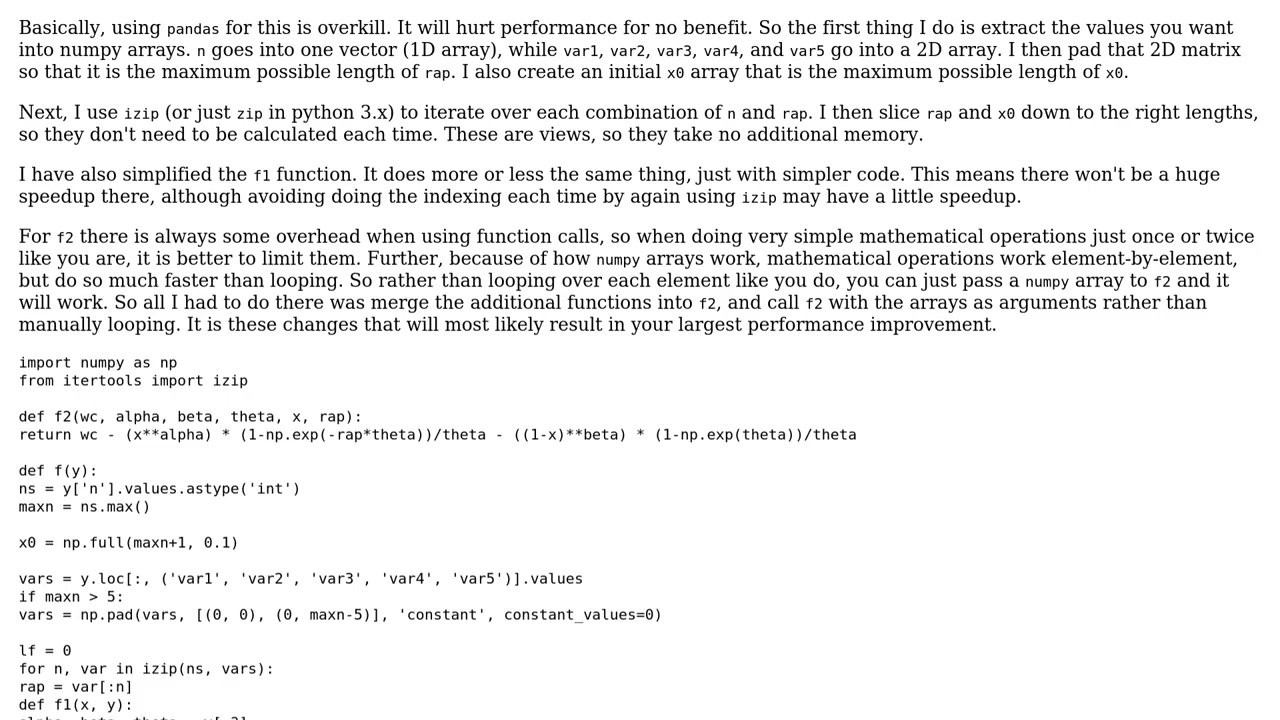 Basically, using pandas for this is overkill. It will hurt performance for no benefit. So the first thing I do is extract the values you want
into numpy arrays. n goes into one vector (1D array), while var1, var2, var3, var4, and var5 go into a 2D array. I then pad that 2D matrix
so that it is the maximum possible length of rap. I also create an initial x0 array that is the maximum possible length of x0.
Next, I use izip (or just zip in python 3.x) to iterate over each combination of n and rap. I then slice rap and x0 down to the right lengths,
so they don't need to be calculated each time. These are views, so they take no additional memory.
I have also simplified the f1 function. It does more or less the same thing, just with simpler code. This means there won't be a huge
speedup there, although avoiding doing the indexing each time by again using izip may have a little speedup.
For f2 there is always some overhead when using function calls, so when doing very simple mathematical operations just once or twice
like you are, it is better to limit them. Further, because of how numpy arrays work, mathematical operations work element-by-element,
but do so much faster than looping. So rather than looping over each element like you do, you can just pass a numpy array to f2 and it
will work. So all I had to do there was merge the additional functions into f2, and call f2 with the arrays as arguments rather than
manually looping. It is these changes that will most likely result in your largest performance improvement.
import numpy as np
from itertools import izip
def f2(wc, alpha, beta, theta, x, rap):
return wc - (x**alpha) * (1-np.exp(-rap*theta))/theta - ((1-x)**beta) * (1-np.exp(theta))/theta
def f(y):
ns = y['n'].values.astype('int')
maxn = ns.max()
x0 = np.full(maxn+1, 0.1)
vars = y.loc[:, ('var1', 'var2', 'var3', 'var4', 'var5')].values
if maxn > 5:
vars = np.pad(vars, [(0, 0), (0, maxn-5)], 'constant', constant_values=0)
lf = 0
for n, var in izip(ns, vars):
rap = var[:n]
def f1(x, y):